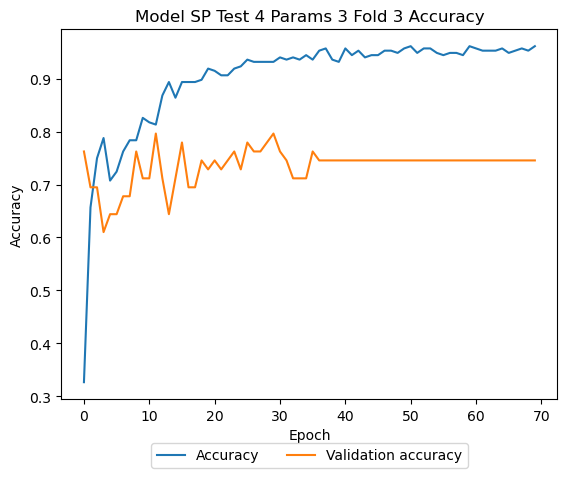 Model SP Test 4 Params 3 Fold 3 Accuracy
Accuracy
0.9
0.8
0.7
0.6
0.5
0.4
0.3
0 10 20 30 40 50 60 70
Epoch
Accuracy Validation accuracy